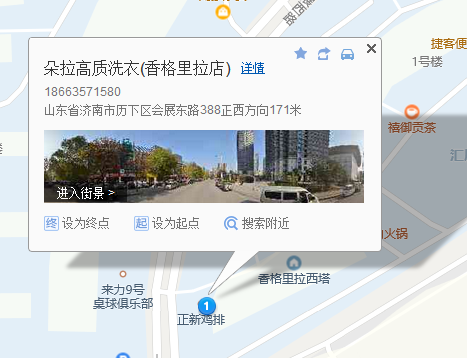 捷客便
1号楼
朵拉高质洗衣(香格里拉店) 详情
18663571580
山东省济南市历下区会展东路388正西方向171米
禧御贡茶
汇
进入街景 >
终 设为终点
起 设为起点
搜索附近
火锅
香格里拉西塔
来力9号
桌球俱乐部
1
正新鸡排